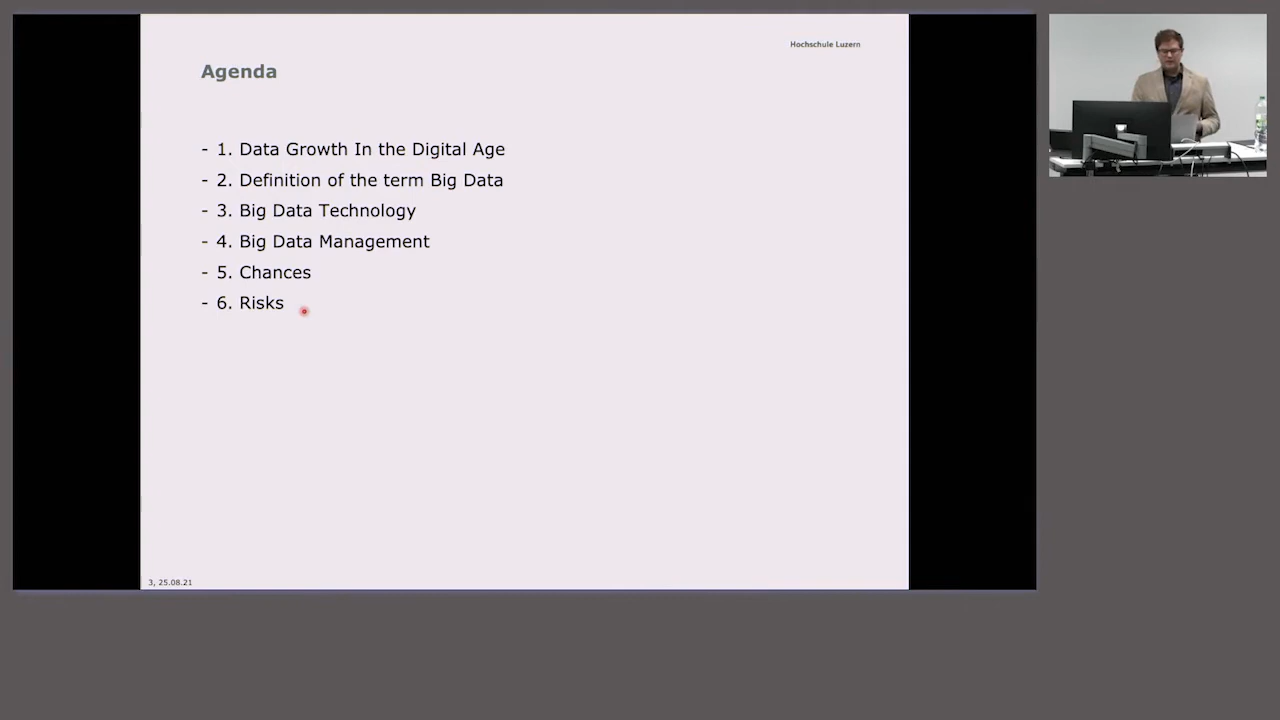 Hochschule Luzern
Agenda
- 1. Data Growth In the Digital Age
- 2. Definition of the term Big Data
- 3. Big Data Technology
- 4. Big Data Management
- 5. Chances
- 6. Risks
3, 25.08.21